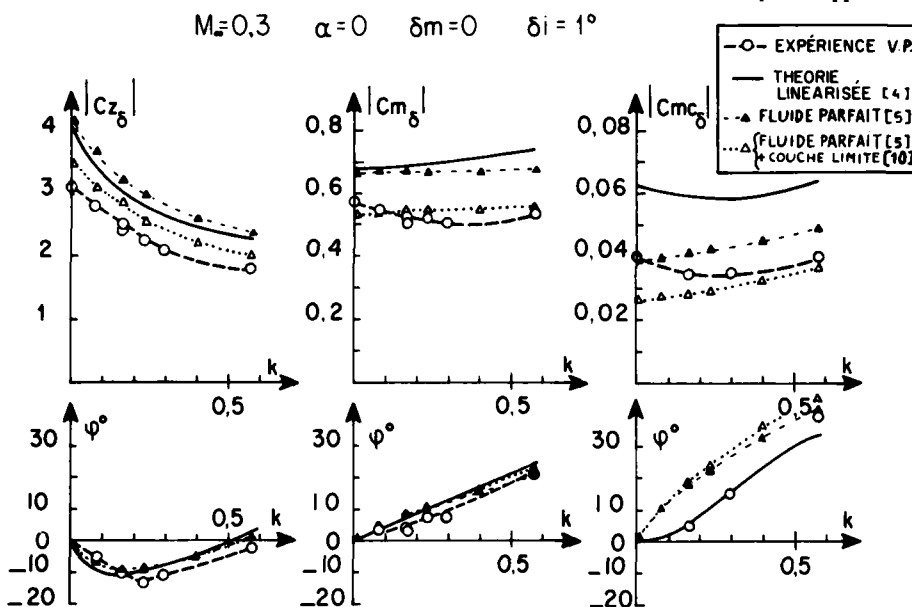 M∞=0,3 α=0 δm=0 δi=1°
EXPÉRIENCE V.P.
THEORIE
LINEARISÉE [4]
FLUIDE PARFAIT [5]
FLUIDE PARFAIT [5]
+ COUCHE LIMITE [10]
|Czδ|
4
3
2
1
k
0,5
|Cmδ|
0,8
0,6
0,4
0,2
k
0,5
|Cmcδ|
0,08
0,06
0,04
0,02
k
0,5
φ°
30
10
0
-10
-20
0,5
k
φ°
30
10
0
-10
-20
k
0,5
φ°
30
10
0
-10
-20
k
0,5